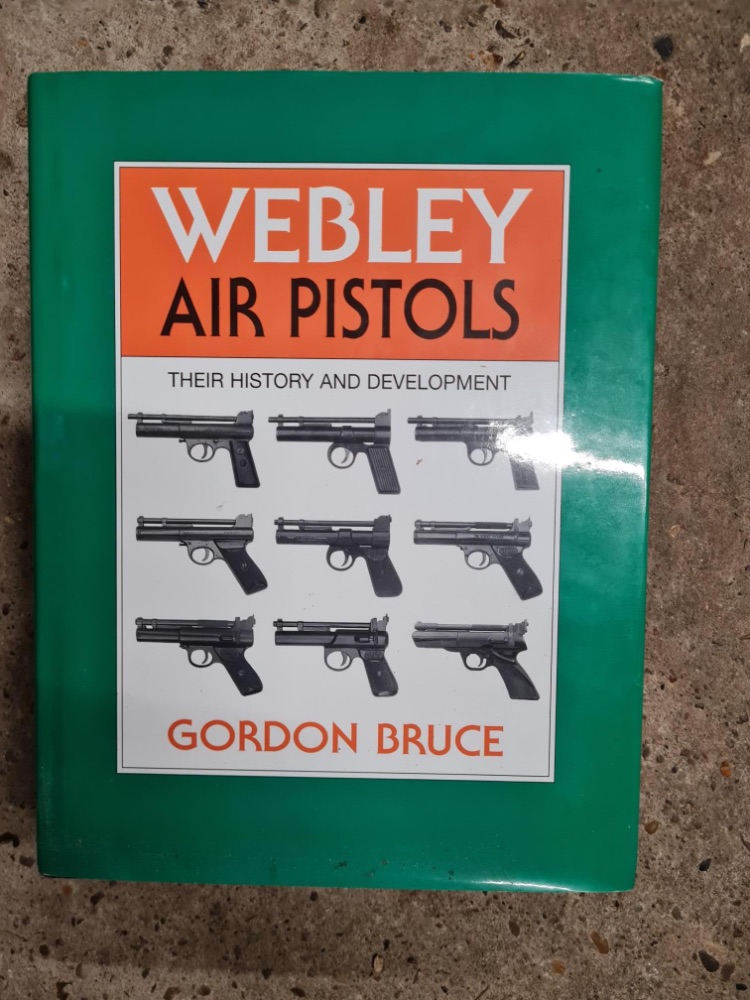 WEBLEY
AIR PISTOLS
THEIR HISTORY AND DEVELOPMENT
GORDON BRUCE